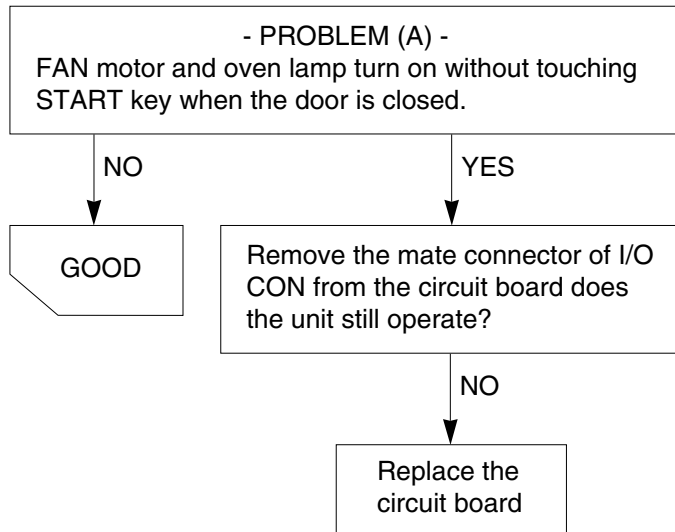 - PROBLEM (A) -
FAN motor and oven lamp turn on without touching
START key when the door is closed.
NO
YES
GOOD
Remove the mate connector of I/O
CON from the circuit board does
the unit still operate?
NO
Replace the
circuit board